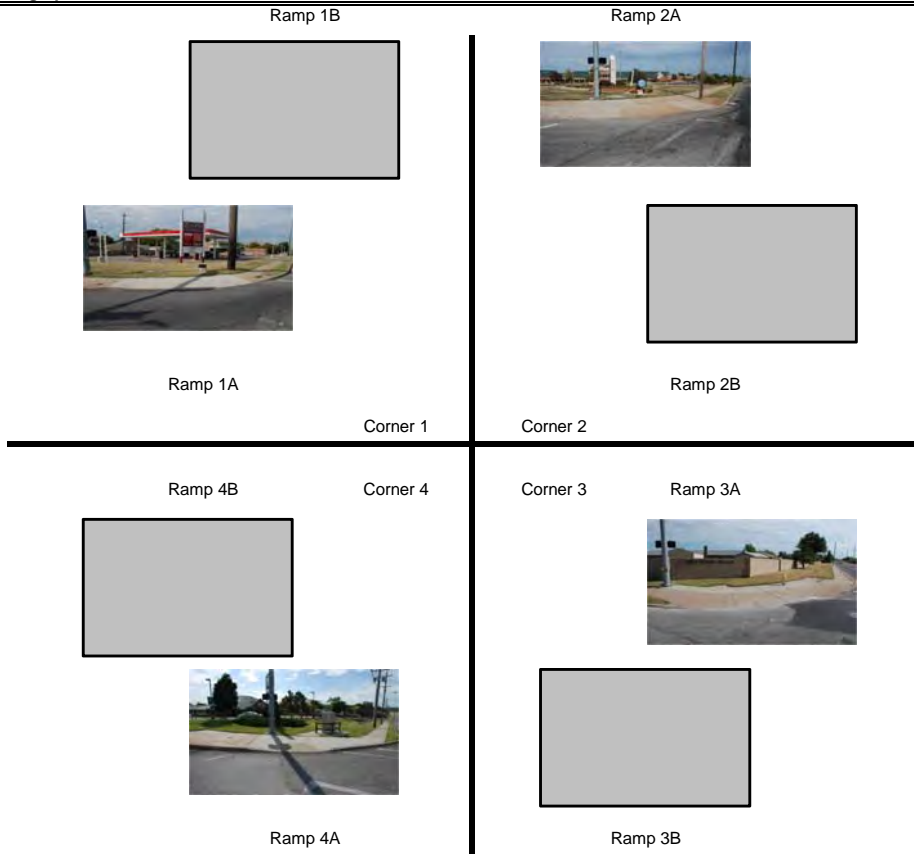 Ramp 1B
Ramp 2A
Ramp 1A
Ramp 2B
Corner 1
Corner 2
Ramp 4B
Corner 4
Corner 3
Ramp 3A
Ramp 4A
Ramp 3B